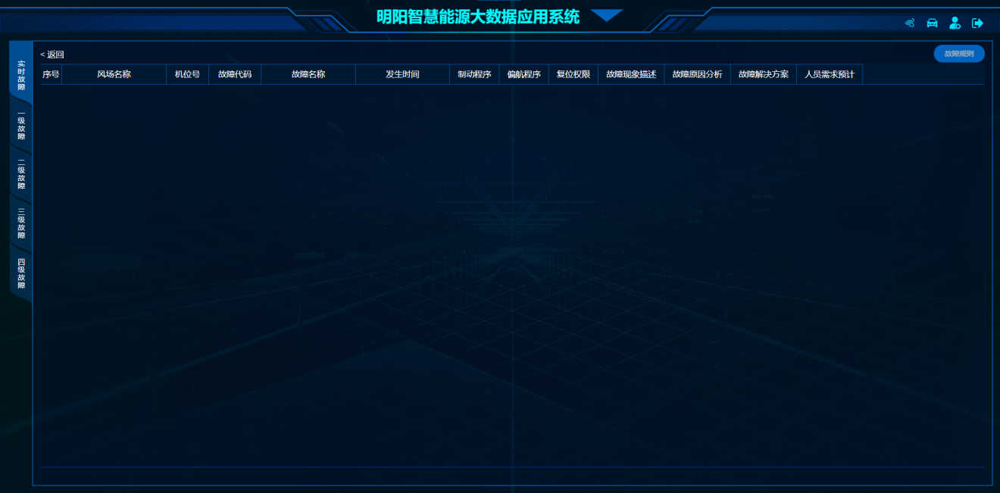 明阳智慧能源大数据应用系统
< 返回
故障规则
序号 风场名称 机位号 故障代码 故障名称 发生时间 制动程序 偏航程序 复位权限 故障现象描述 故障原因分析 故障解决方案 人员需求预计
实时故障
一级故障
二级故障
三级故障
四级故障